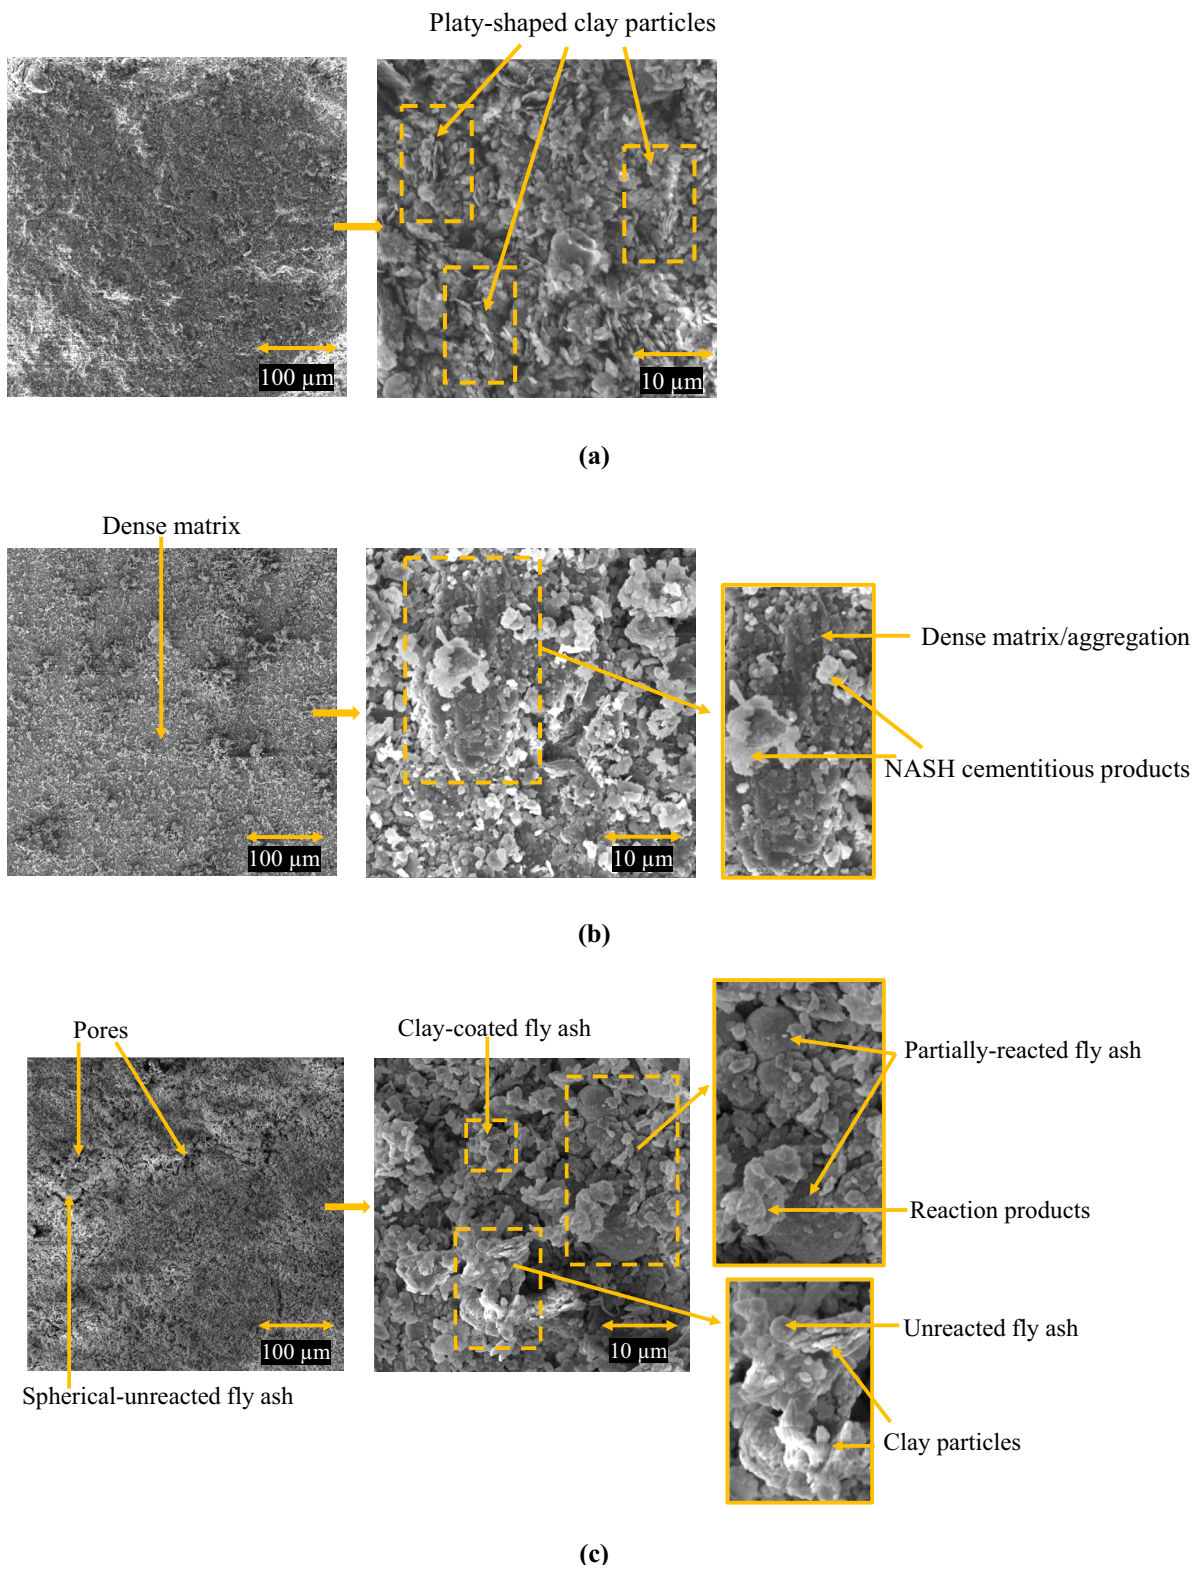 Platy-shaped clay particles
100 µm
10 µm
(a)
Dense matrix
Dense matrix/aggregation
NASH cementitious products
100 µm
10 µm
(b)
Pores
Clay-coated fly ash
Partially-reacted fly ash
Reaction products
Unreacted fly ash
100 µm
10 µm
Spherical-unreacted fly ash
Clay particles
(c)